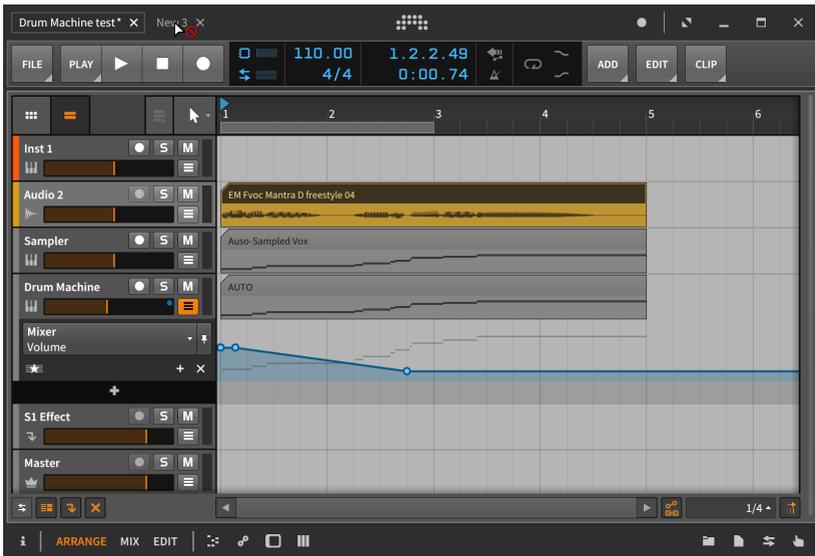 Drum Machine test* ×
New 3 ×
FILE PLAY 110.00 1.2.2.49 ADD EDIT CLIP
4/4 0:00.74
1 2 3 4 5 6
Inst 1 S M
Audio 2 S M
EM Fvoc Mantra D freestyle 04
Sampler S M
Auso-Sampled Vox
Drum Machine S M
AUTO
Mixer
Volume
S1 Effect S M
Master S M
1/4
i ARRANGE MIX EDIT